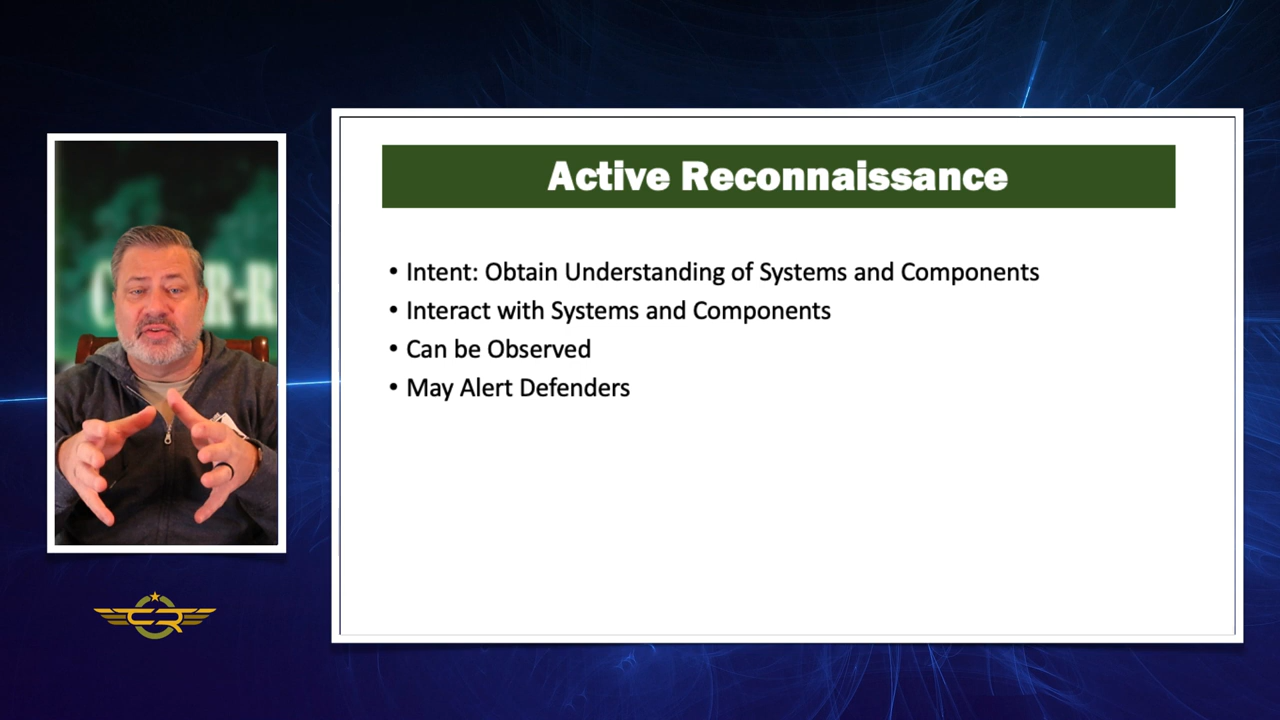 Active Reconnaissance
• Intent: Obtain Understanding of Systems and Components
• Interact with Systems and Components
• Can be Observed
• May Alert Defenders
CR